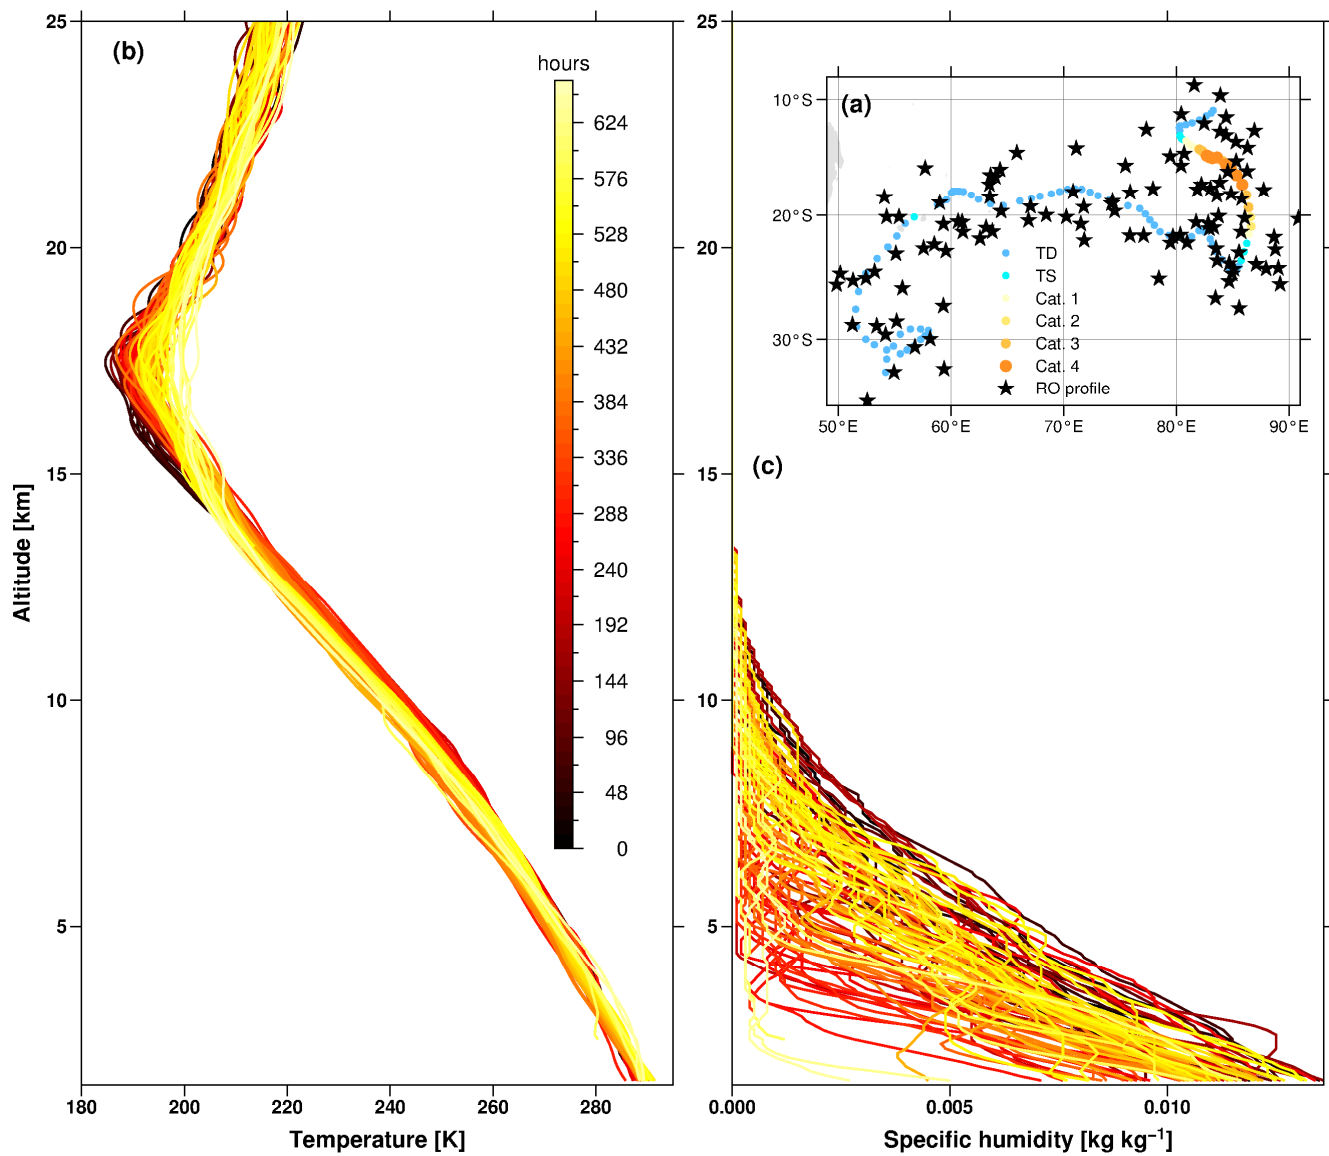 25
20
15
10
5
Altitude [km]
(b)
hours
624
576
528
480
432
384
336
288
240
192
144
96
48
0
180
200
220
240
260
280
Temperature [K]
25
20
15
10
5
(a)
10°S
20°S
30°S
50°E
60°E
70°E
80°E
90°E
TD
TS
Cat. 1
Cat. 2
Cat. 3
Cat. 4
RO profile
(c)
0.000
0.005
0.010
Specific humidity [kg kg⁻¹]